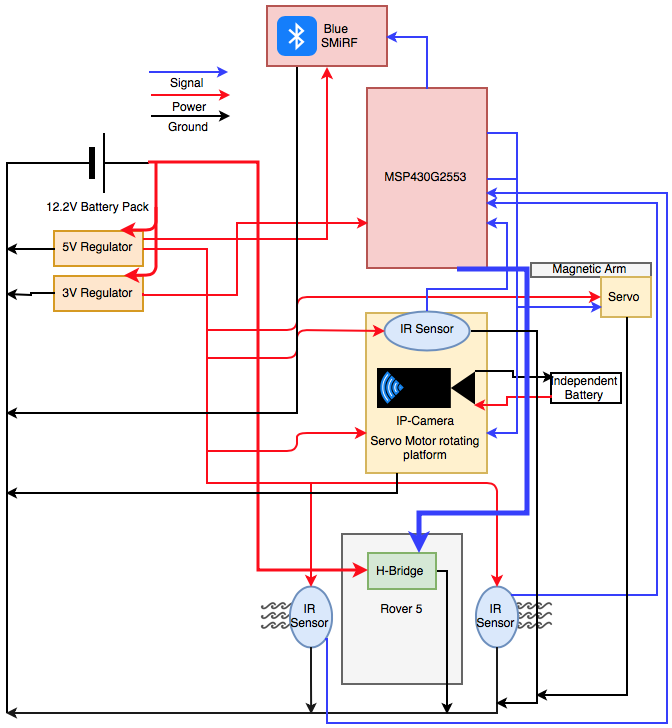 Blue
SMiRF
Signal
Power
Ground
MSP430G2553
12.2V Battery Pack
5V Regulator
3V Regulator
Magnetic Arm
Servo
IR Sensor
Independent
Battery
IP-Camera
Servo Motor rotating
platform
H-Bridge
Rover 5
IR
Sensor
IR
Sensor